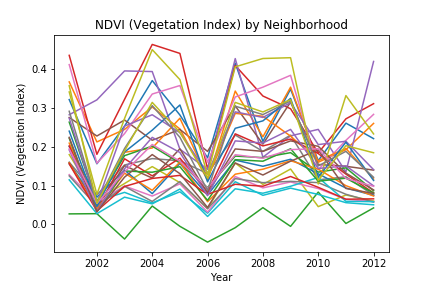 NDVI (Vegetation Index) by Neighborhood
NDVI (Vegetation Index)
0.4
0.3
0.2
0.1
0.0
2002 2004 2006 2008 2010 2012
Year